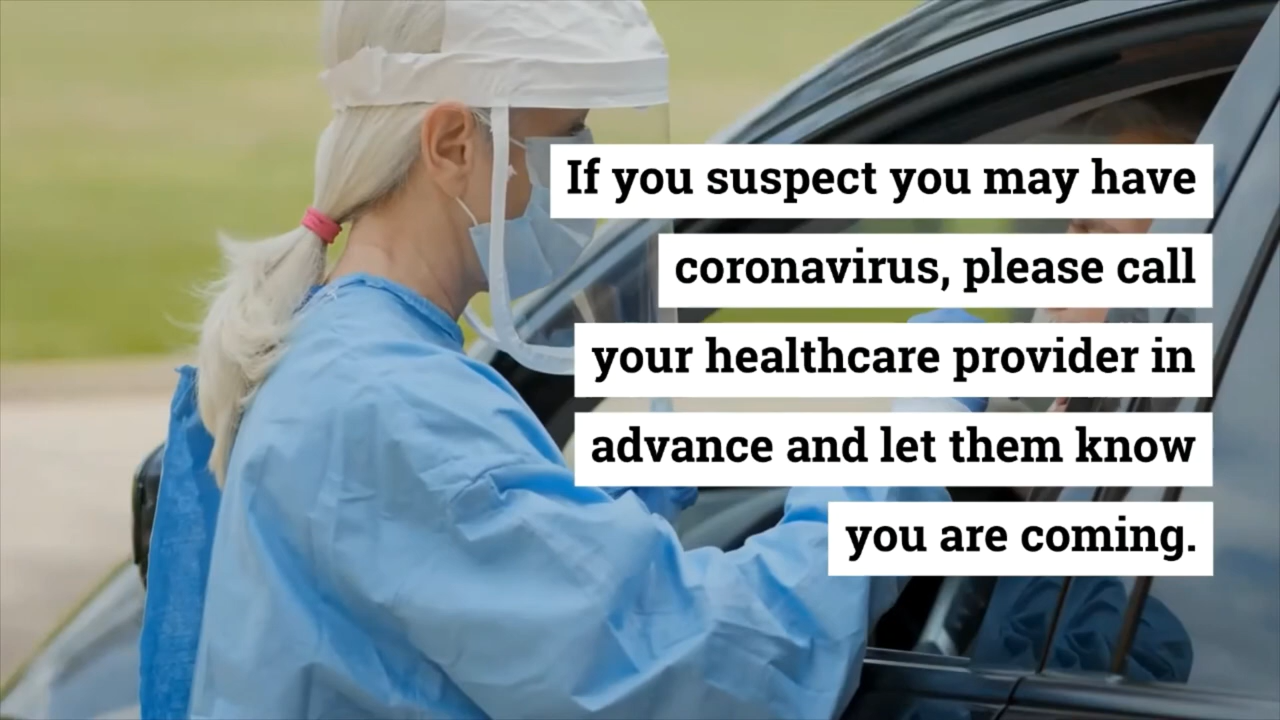 If you suspect you may have
coronavirus, please call
your healthcare provider in
advance and let them know
you are coming.